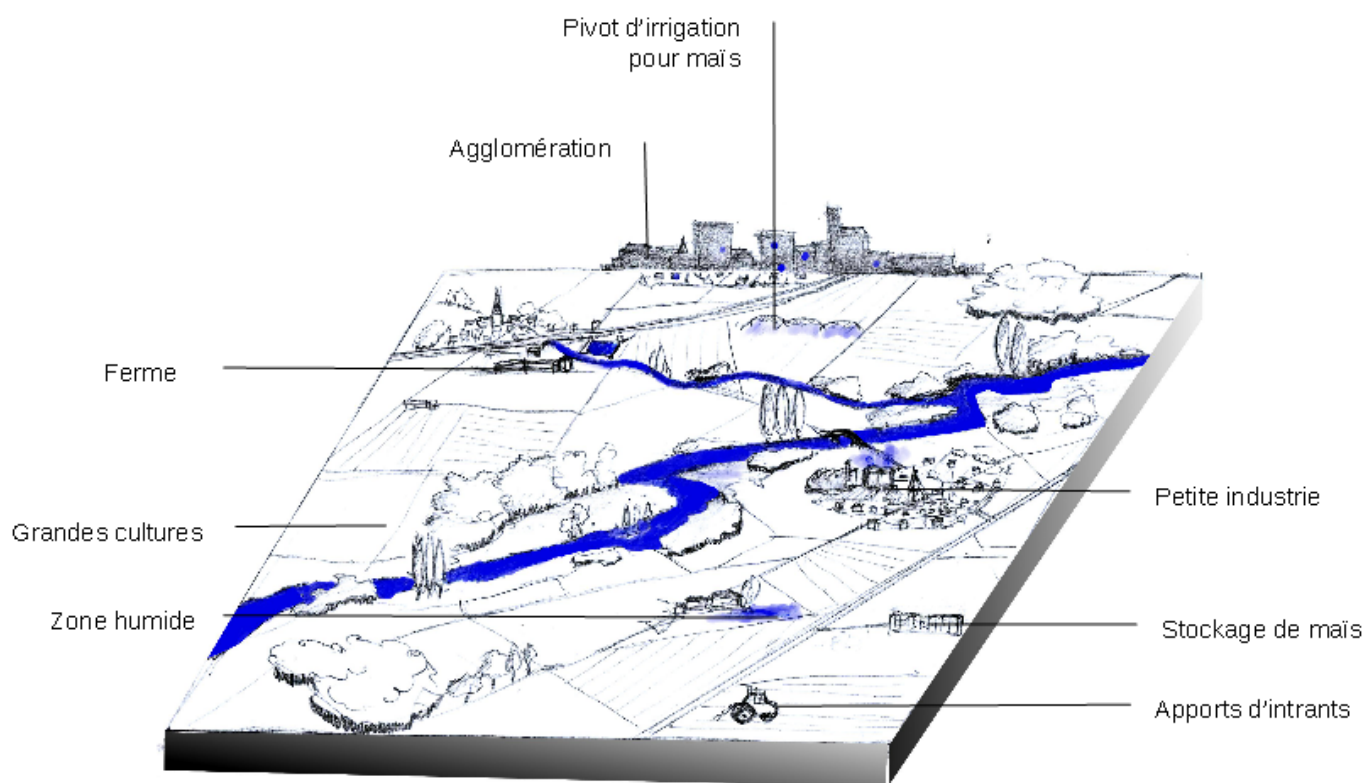 Pivot d'irrigation
pour maïs
Agglomération
Ferme
Grandes cultures
Petite industrie
Zone humide
Stockage de maïs
Apports d'intrants